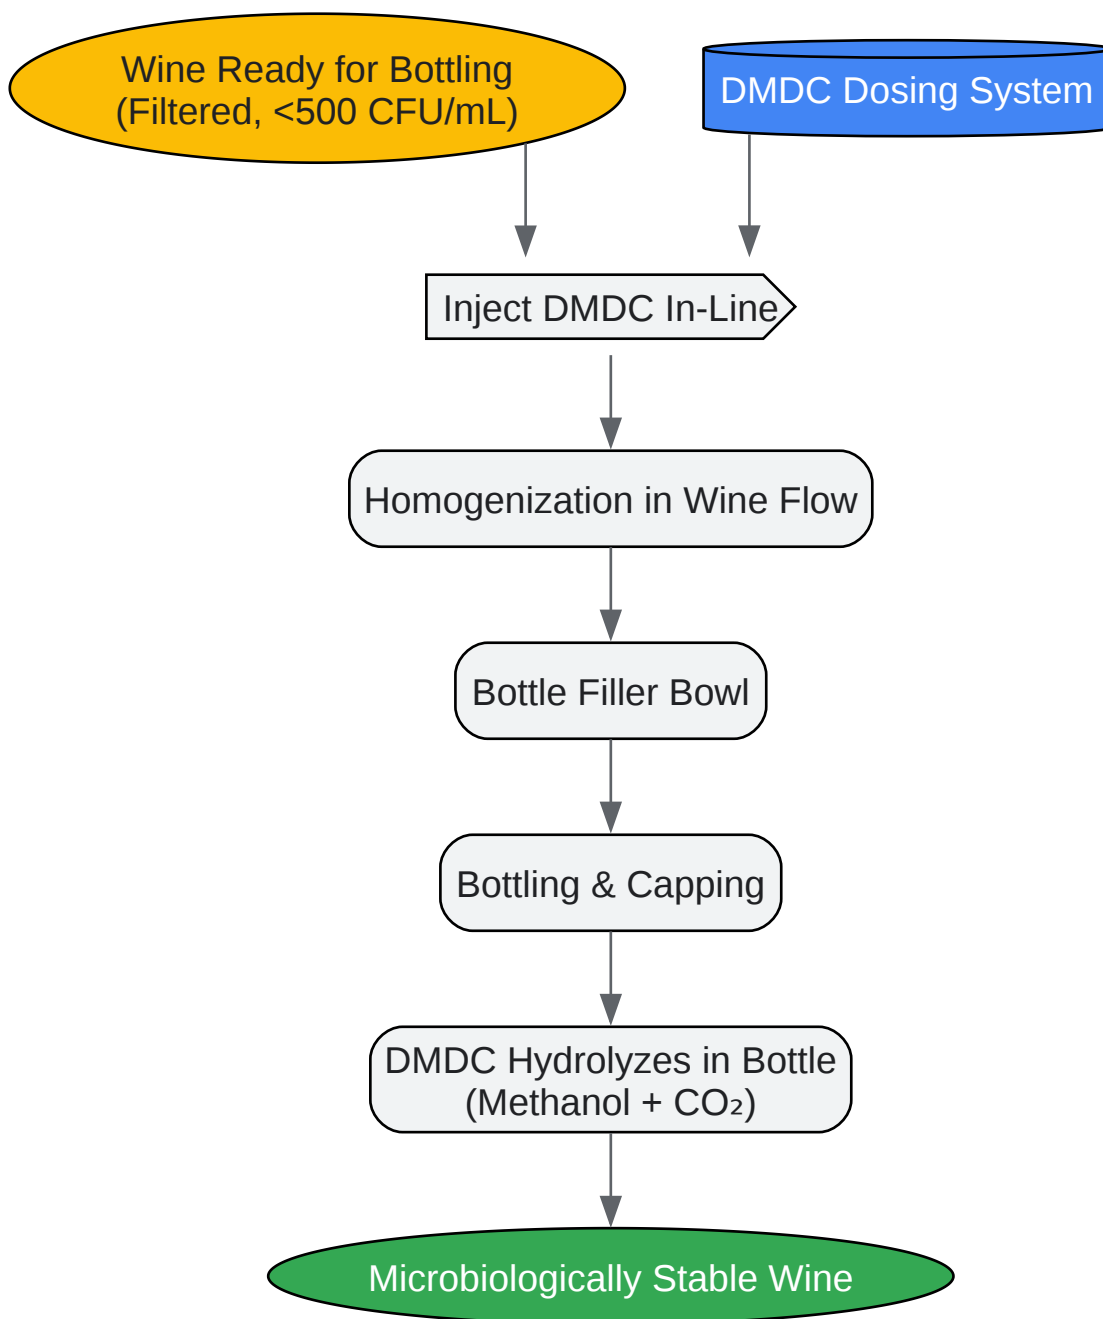 Wine Ready for Bottling
(Filtered, <500 CFU/mL)
DMDC Dosing System
Inject DMDC In-Line
Homogenization in Wine Flow
Bottle Filler Bowl
Bottling & Capping
DMDC Hydrolyzes in Bottle
(Methanol + CO₂)
Microbiologically Stable Wine